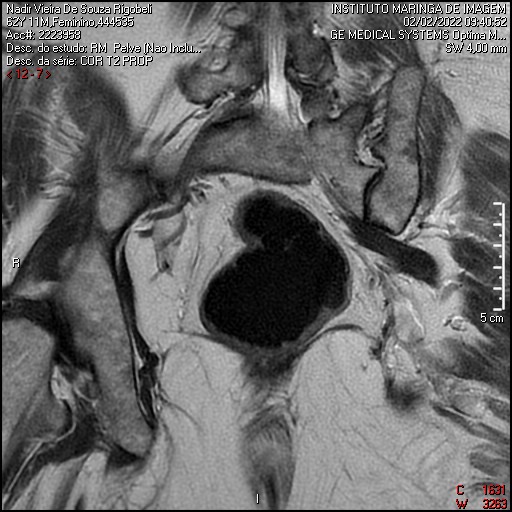 Nadir Vieira De Souza Rigobeli
62Y 11M,Feminino,444535
Acc#: 2223953
Desc. do estudo: RM Pelve (Nao Inclu...
Desc. da série: COR T2 PROP
<12-7>
INSTITUTO MARINGA DE IMAGEM
02/02/2022 09:40:52
GE MEDICAL SYSTEMS Optima M...
SW 4,00 mm
R
5 cm
I
C 1631
W 3263